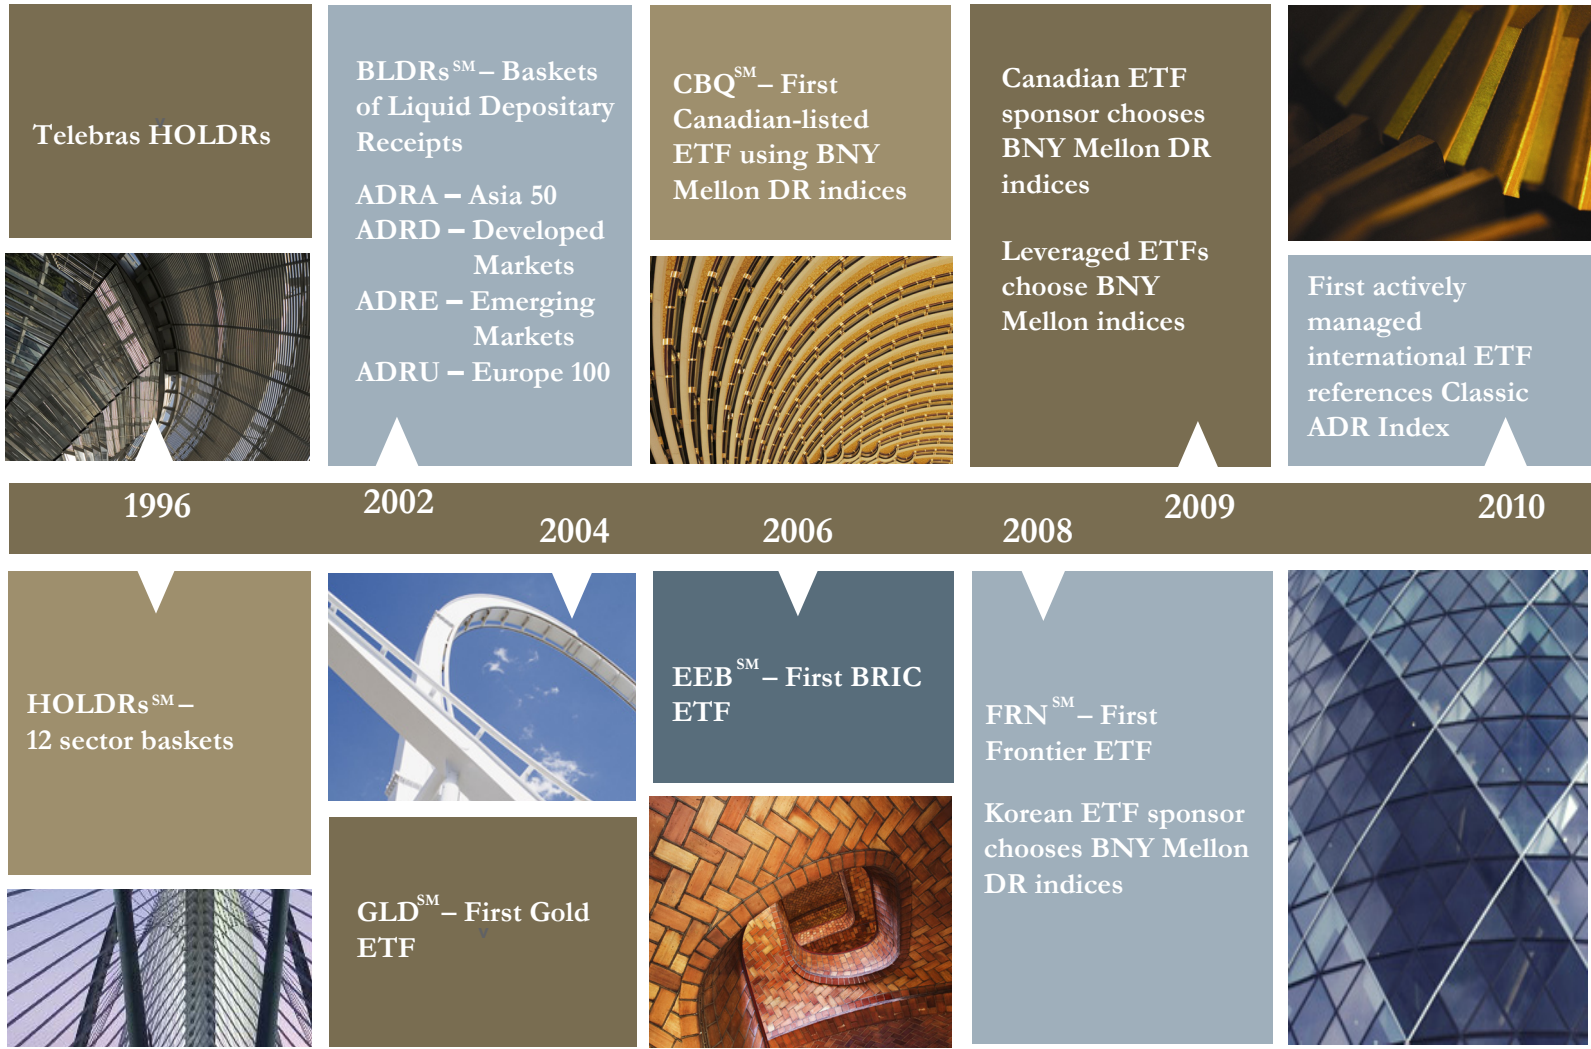 Telebras HOLDRs
BLDRs℠ – Baskets
of Liquid Depositary
Receipts
ADRA – Asia 50
ADRD – Developed
Markets
ADRE – Emerging
Markets
ADRU – Europe 100
CBQ℠ – First
Canadian-listed
ETF using BNY
Mellon DR indices
Canadian ETF
sponsor chooses
BNY Mellon DR
indices
Leveraged ETFs
choose BNY
Mellon indices
First actively
managed
international ETF
references Classic
ADR Index
1996
2002
2004
2006
2008
2009
2010
HOLDRs℠ –
12 sector baskets
GLD℠ – First Gold
ETF
EEB℠ – First BRIC
ETF
FRN℠ – First
Frontier ETF
Korean ETF sponsor
chooses BNY Mellon
DR indices